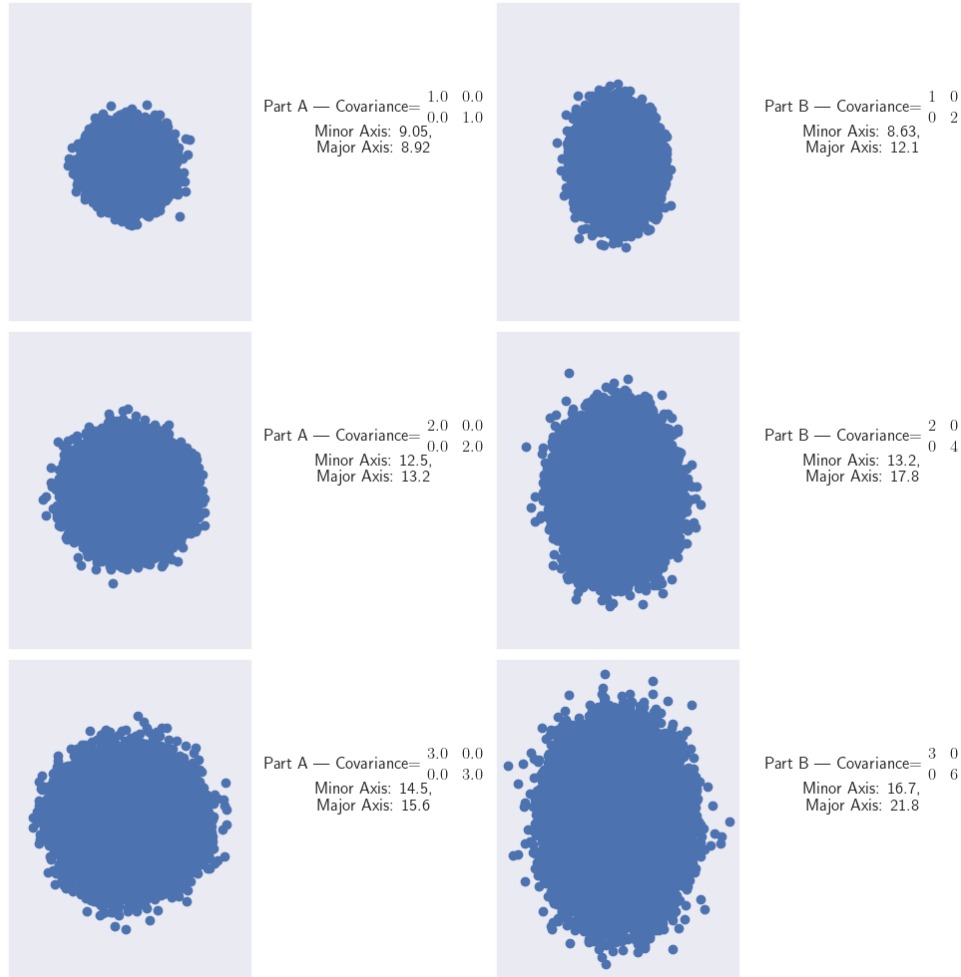 Part A — Covariance= 1.0 0.0
0.0 1.0
Minor Axis: 9.05,
Major Axis: 8.92
Part B — Covariance= 1 0
0 2
Minor Axis: 8.63,
Major Axis: 12.1
Part A — Covariance= 2.0 0.0
0.0 2.0
Minor Axis: 12.5,
Major Axis: 13.2
Part B — Covariance= 2 0
0 4
Minor Axis: 13.2,
Major Axis: 17.8
Part A — Covariance= 3.0 0.0
0.0 3.0
Minor Axis: 14.5,
Major Axis: 15.6
Part B — Covariance= 3 0
0 6
Minor Axis: 16.7,
Major Axis: 21.8